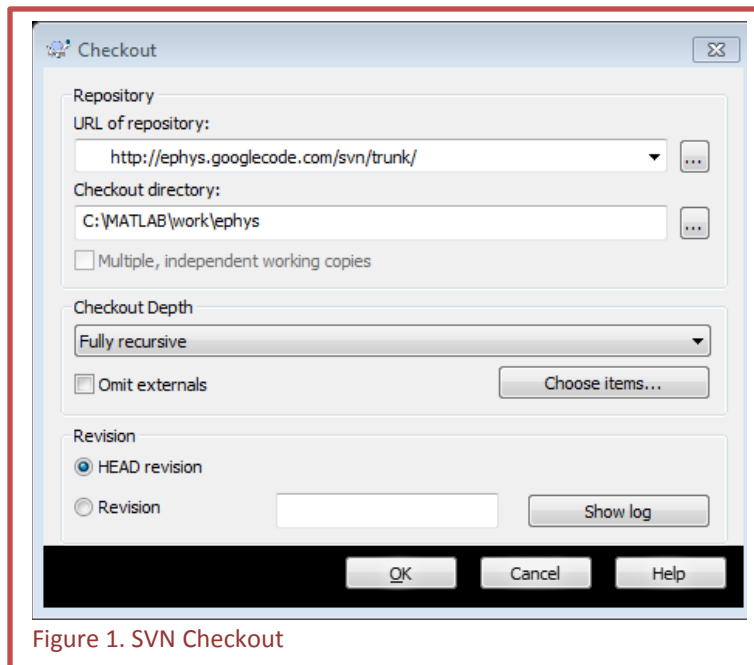 Checkout
Repository
URL of repository:
http://ephys.googlecode.com/svn/trunk/
...
Checkout directory:
C:\MATLAB\work\ephys
...
Multiple, independent working copies
Checkout Depth
Fully recursive
Omit externals
Choose items...
Revision
HEAD revision
Revision
Show log
OK
Cancel
Help
Figure 1. SVN Checkout